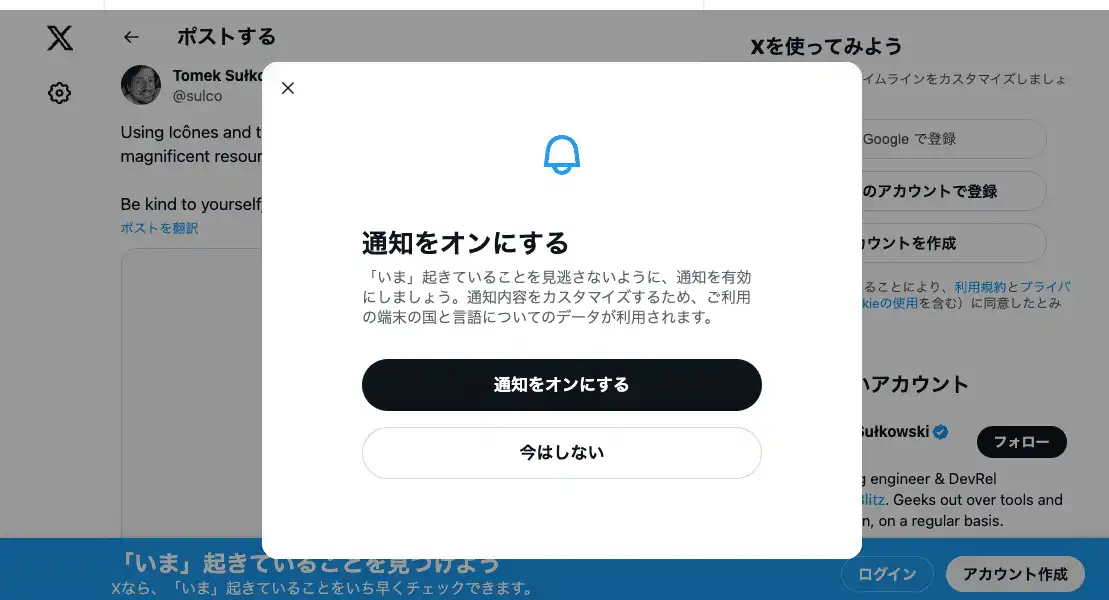 X
ポストする
Tomek Sułko
@sulco
Using Icônes and t
magnificent resour
Be kind to yourself,
ポストを翻訳
通知をオンにする
「いま」起きていることを見逃さないように、通知を有効
にしましょう。通知内容をカスタマイズするため、ご利用
の端末の国と言語についてのデータが利用されます。
通知をオンにする
今はしない
Xを使ってみよう
イムラインをカスタマイズしましょ
Google で登録
のアカウントで登録
カウントを作成
ることにより、利用規約とプライバ
kieの使用を含む）に同意したとみ
いアカウント
Sułkowski
フォロー
g engineer & DevRel
Blitz. Geeks out over tools and
n, on a regular basis.
「いま」起きていることを見つけよう
Xなら、「いま」起きていることをいち早くチェックできます。
ログイン
アカウント作成